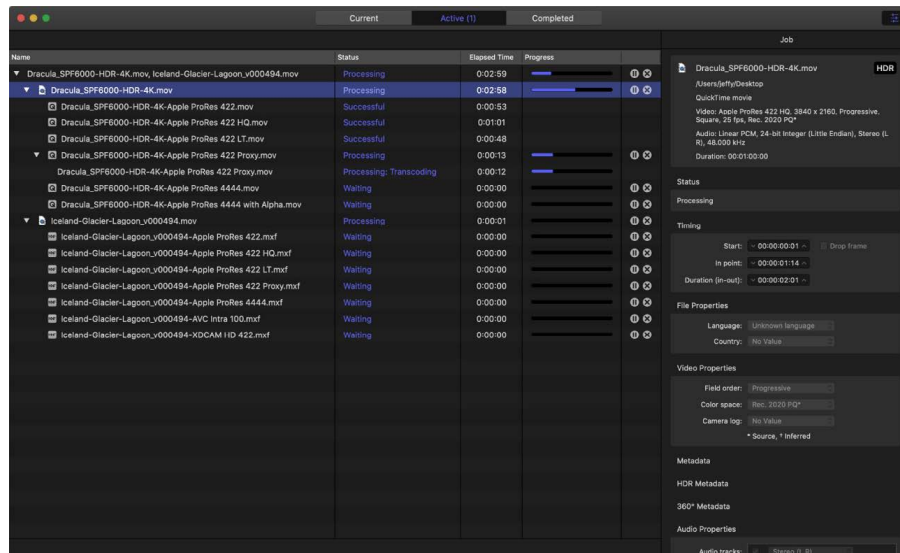 Current Active (1) Completed
Job
Name Status Elapsed Time Progress
Dracula_SPF6000-HDR-4K.mov, Iceland-Glacier-Lagoon_v000494.mov Processing 0:02:59
Dracula_SPF6000-HDR-4K.mov Processing 0:02:58
Dracula_SPF6000-HDR-4K-Apple ProRes 422.mov Successful 0:00:53
Dracula_SPF6000-HDR-4K-Apple ProRes 422 HQ.mov Successful 0:01:01
Dracula_SPF6000-HDR-4K-Apple ProRes 422 LT.mov Successful 0:00:48
Dracula_SPF6000-HDR-4K-Apple ProRes 422 Proxy.mov Processing 0:00:13
Dracula_SPF6000-HDR-4K-Apple ProRes 422 Proxy.mov Processing: Transcoding 0:00:12
Dracula_SPF6000-HDR-4K-Apple ProRes 4444.mov Waiting 0:00:00
Dracula_SPF6000-HDR-4K-Apple ProRes 4444 with Alpha.mov Waiting 0:00:00
Iceland-Glacier-Lagoon_v000494.mov Processing 0:00:01
Iceland-Glacier-Lagoon_v000494-Apple ProRes 422.mxf Waiting 0:00:00
Iceland-Glacier-Lagoon_v000494-Apple ProRes 422 HQ.mxf Waiting 0:00:00
Iceland-Glacier-Lagoon_v000494-Apple ProRes 422 LT.mxf Waiting 0:00:00
Iceland-Glacier-Lagoon_v000494-Apple ProRes 422 Proxy.mxf Waiting 0:00:00
Iceland-Glacier-Lagoon_v000494-Apple ProRes 4444.mxf Waiting 0:00:00
Iceland-Glacier-Lagoon_v000494-AVC Intra 100.mxf Waiting 0:00:00
Iceland-Glacier-Lagoon_v000494-XDCAM HD 422.mxf Waiting 0:00:00
Dracula_SPF6000-HDR-4K.mov HDR
/Users/jeffy/Desktop
QuickTime movie
Video: Apple ProRes 422 HQ, 3840 x 2160, Progressive,
Square, 25 fps, Rec. 2020 PQ*
Audio: Linear PCM, 24-bit Integer (Little Endian), Stereo (L
R), 48.000 kHz
Duration: 00:01:00:00
Status
Processing
Timing
Start: 00:00:00:01 Drop frame
In point: 00:00:01:14
Duration (in-out): 00:00:02:01
File Properties
Language: Unknown language
Country: No Value
Video Properties
Field order: Progressive
Color space: Rec. 2020 PQ*
Camera log: No Value
* Source, † Inferred
Metadata
HDR Metadata
360° Metadata
Audio Properties
Audio tracks: Stereo (L R)